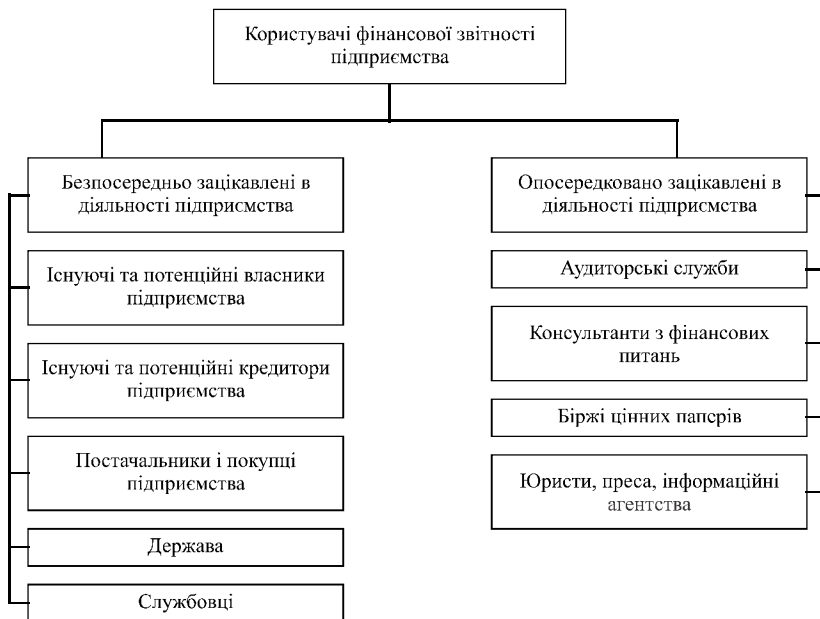 Користувачі фінансової звітності
підприємства
Безпосередньо зацікавлені в
діяльності підприємства
Існуючі та потенційні власники
підприємства
Існуючі та потенційні кредитори
підприємства
Постачальники і покупці
підприємства
Держава
Службовці
Опосередковано зацікавлені в
діяльності підприємства
Аудиторські служби
Консультанти з фінансових
питань
Біржі цінних паперів
Юристи, преса, інформаційні
агентства